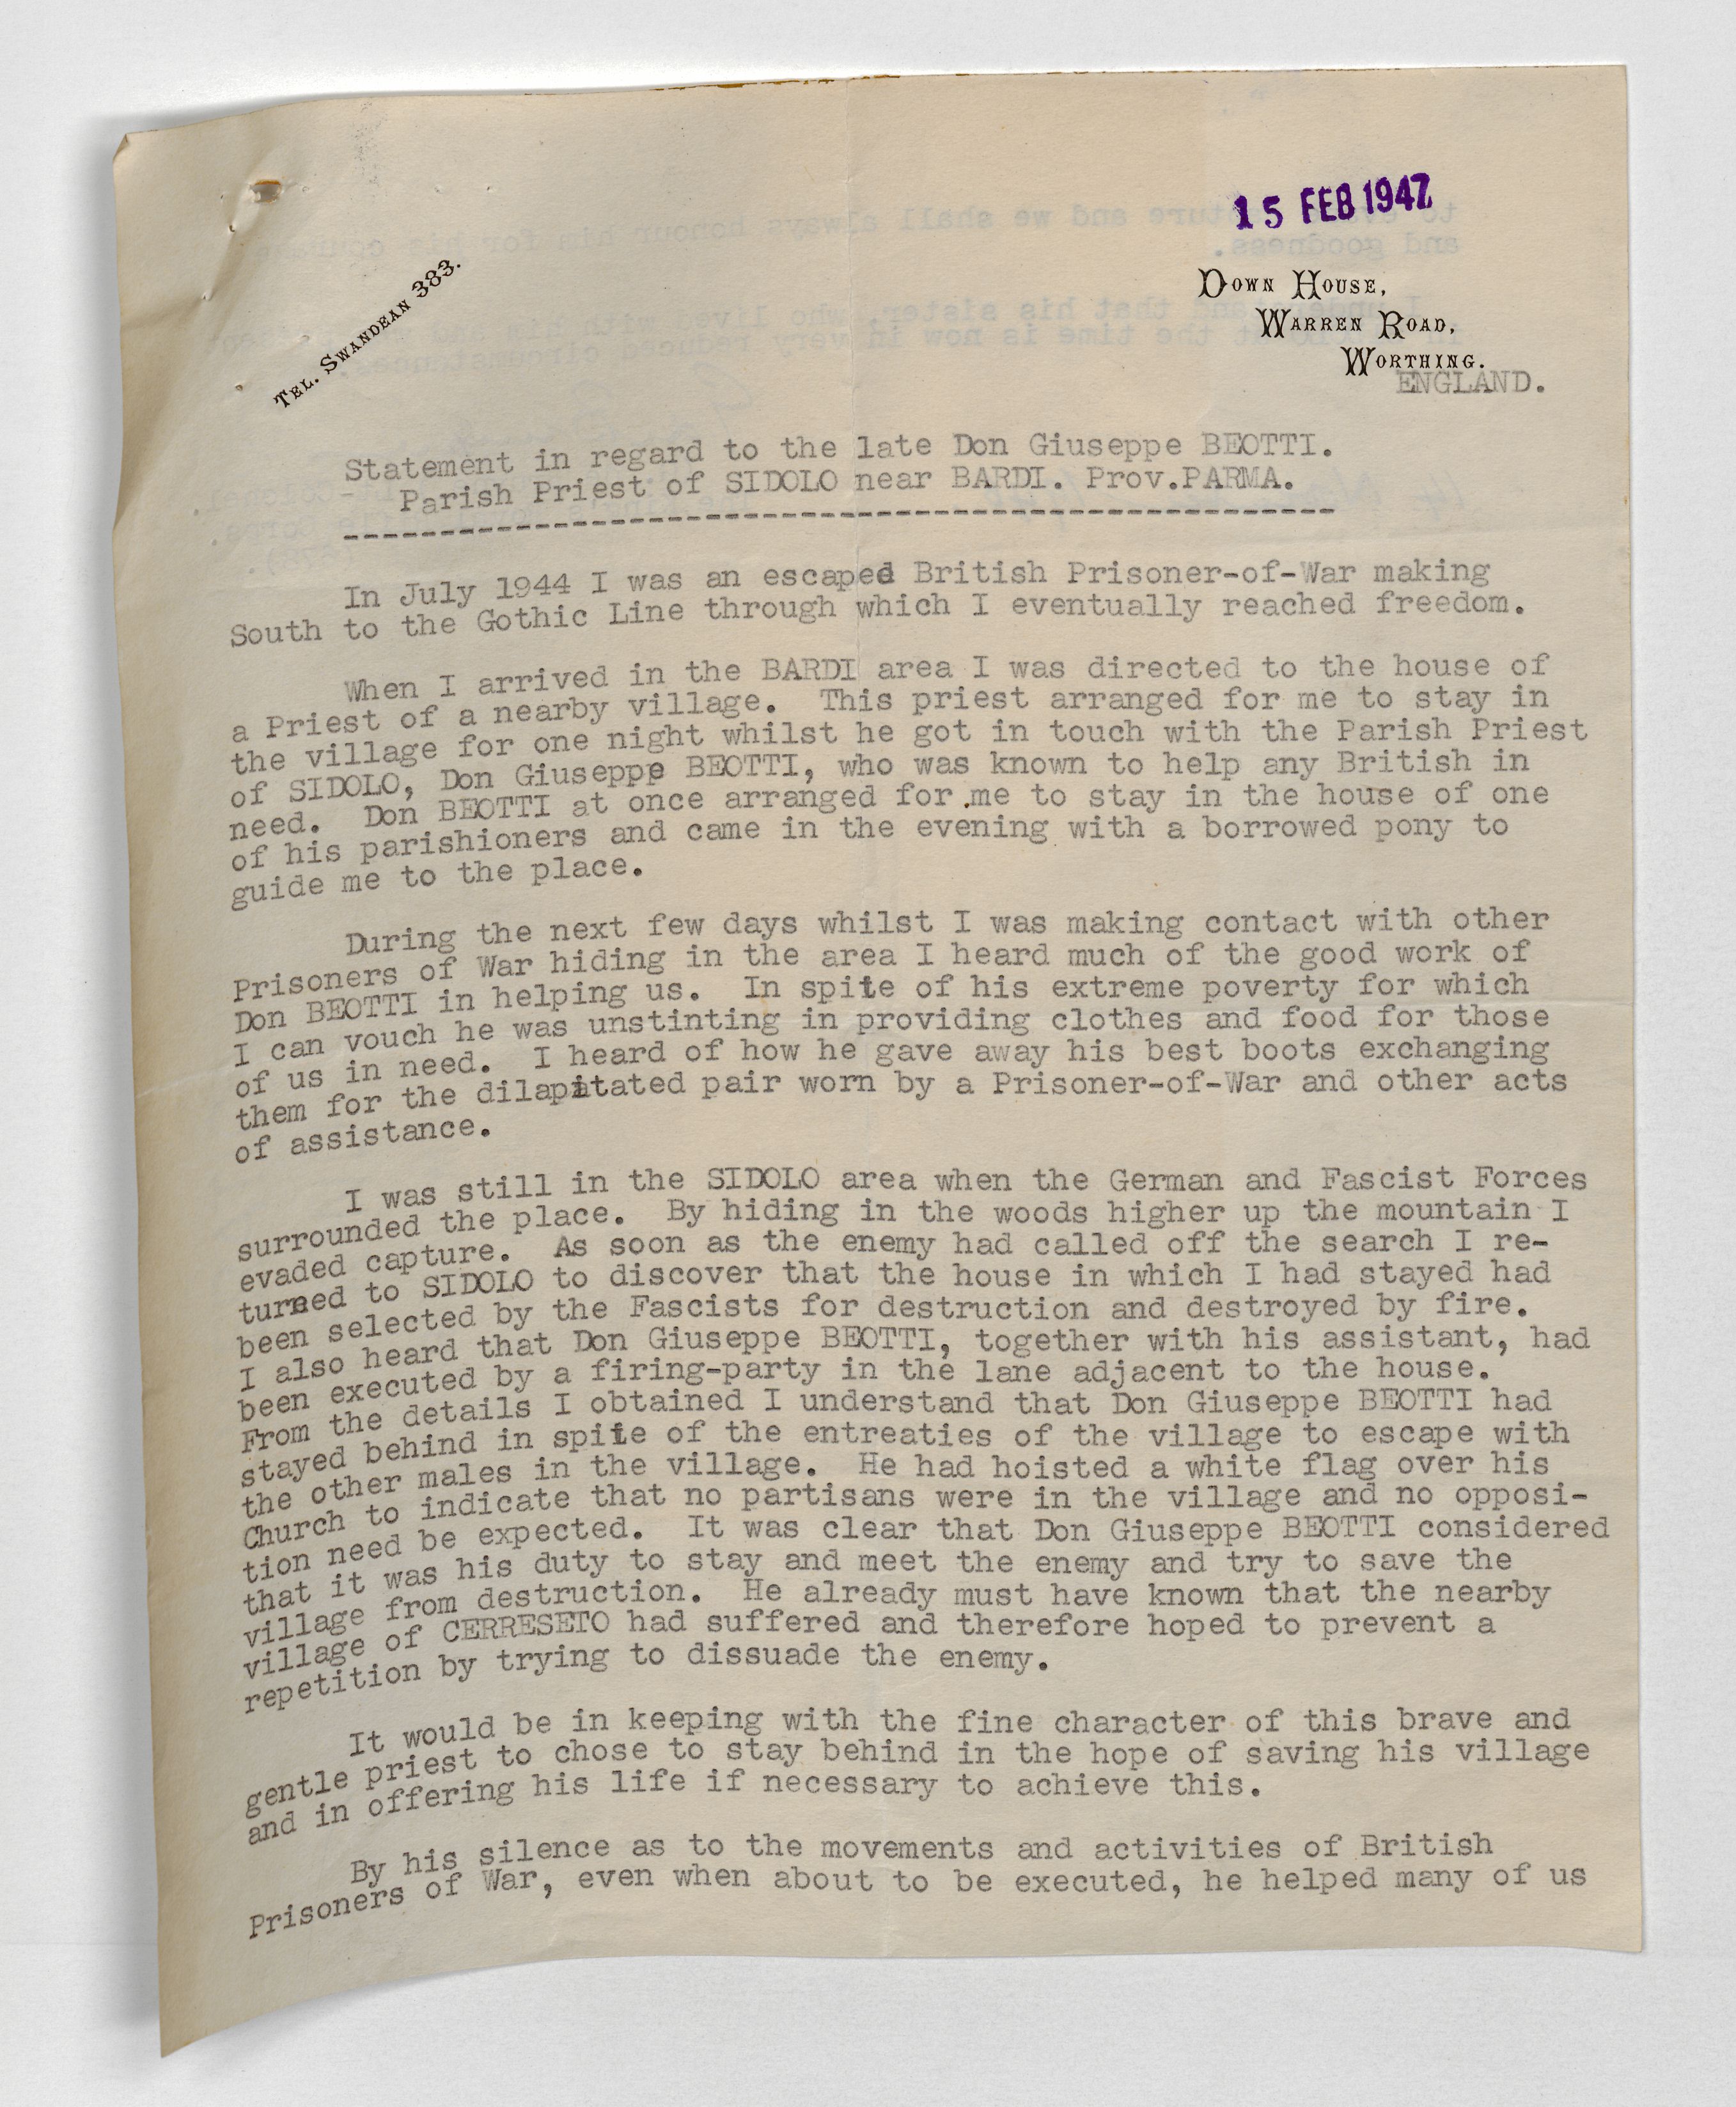 15 FEB 1947
TEL. SWANDEAN 383.
DOWN HOUSE,
WARREN ROAD,
WORTHING.
ENGLAND.
Statement in regard to the late Don Giuseppe BEOTTI.
Parish Priest of SIDOLO near BARDI. Prov.PARMA.
In July 1944 I was an escaped British Prisoner-of-War making
South to the Gothic Line through which I eventually reached freedom.
When I arrived in the BARDI area I was directed to the house of
a Priest of a nearby village. This priest arranged for me to stay in
the village for one night whilst he got in touch with the Parish Priest
of SIDOLO, Don Giuseppe BEOTTI, who was known to help any British in
need. Don BEOTTI at once arranged for me to stay in the house of one
of his parishioners and came in the evening with a borrowed pony to
guide me to the place.
During the next few days whilst I was making contact with other
Prisoners of War hiding in the area I heard much of the good work of
Don BEOTTI in helping us. In spite of his extreme poverty for which
I can vouch he was unstinting in providing clothes and food for those
of us in need. I heard of how he gave away his best boots exchanging
them for the dilapitated pair worn by a Prisoner-of-War and other acts
of assistance.
I was still in the SIDOLO area when the German and Fascist Forces
surrounded the place. By hiding in the woods higher up the mountain I
evaded capture. As soon as the enemy had called off the search I re-
turned to SIDOLO to discover that the house in which I had stayed had
been selected by the Fascists for destruction and destroyed by fire.
I also heard that Don Giuseppe BEOTTI, together with his assistant, had
been executed by a firing-party in the lane adjacent to the house.
From the details I obtained I understand that Don Giuseppe BEOTTI had
stayed behind in spite of the entreaties of the village to escape with
the other males in the village. He had hoisted a white flag over his
Church to indicate that no partisans were in the village and no opposi-
tion need be expected. It was clear that Don Giuseppe BEOTTI considered
that it was his duty to stay and meet the enemy and try to save the
village from destruction. He already must have known that the nearby
village of CERRESETO had suffered and therefore hoped to prevent a
repetition by trying to dissuade the enemy.
It would be in keeping with the fine character of this brave and
gentle priest to chose to stay behind in the hope of saving his village
and in offering his life if necessary to achieve this.
By his silence as to the movements and activities of British
Prisoners of War, even when about to be executed, he helped many of us